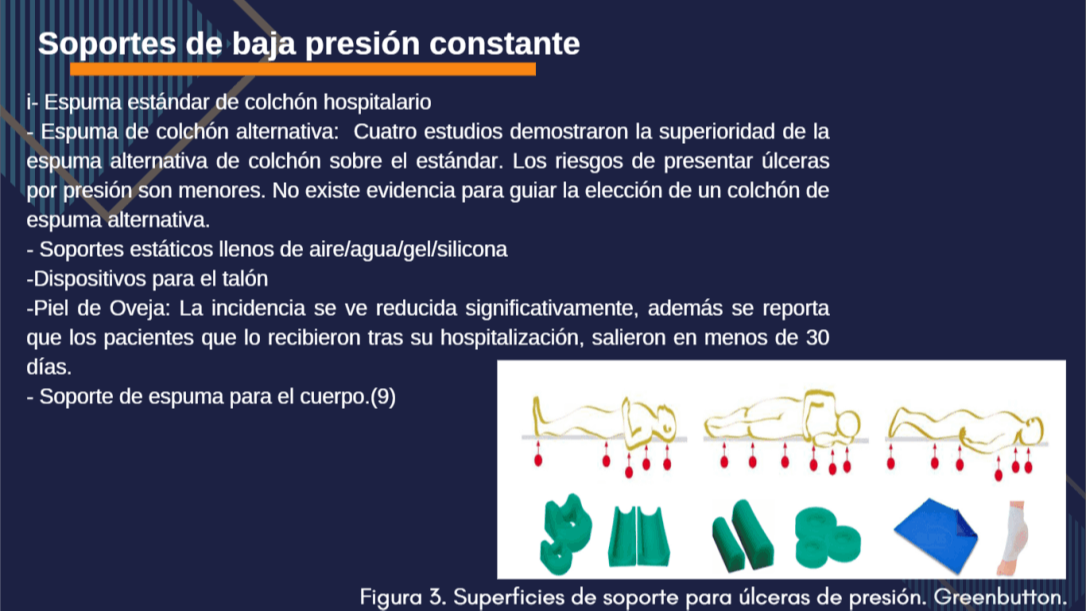 Soportes de baja presión constante
i- Espuma estándar de colchón hospitalario
- Espuma de colchón alternativa: Cuatro estudios demostraron la superioridad de la
espuma alternativa de colchón sobre el estándar. Los riesgos de presentar úlceras
por presión son menores. No existe evidencia para guiar la elección de un colchón de
espuma alternativa.
- Soportes estáticos llenos de aire/agua/gel/silicona
-Dispositivos para el talón
-Piel de Oveja: La incidencia se ve reducida significativamente, además se reporta
que los pacientes que lo recibieron tras su hospitalización, salieron en menos de 30
días.
- Soporte de espuma para el cuerpo.(9)
Figura 3. Superficies de soporte para úlceras de presión. Greenbutton.